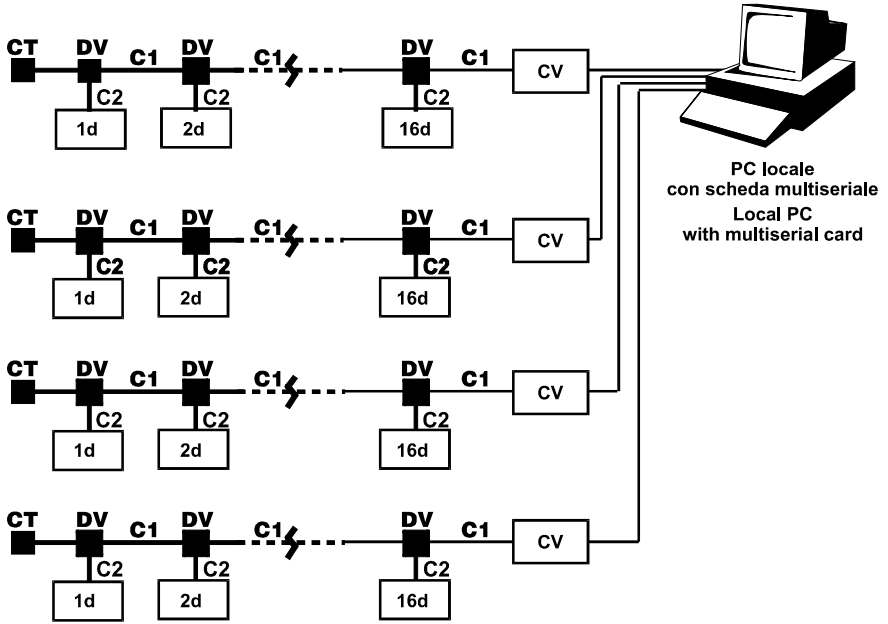 CT DV C1 DV C1 DV C1 CV
C2 C2 C2
1d 2d 16d
PC locale
con scheda multiseriale
Local PC
with multiserial card
CT DV C1 DV C1 DV C1 CV
C2 C2 C2
1d 2d 16d
CT DV C1 DV C1 DV C1 CV
C2 C2 C2
1d 2d 16d
CT DV C1 DV C1 DV C1 CV
C2 C2 C2
1d 2d 16d